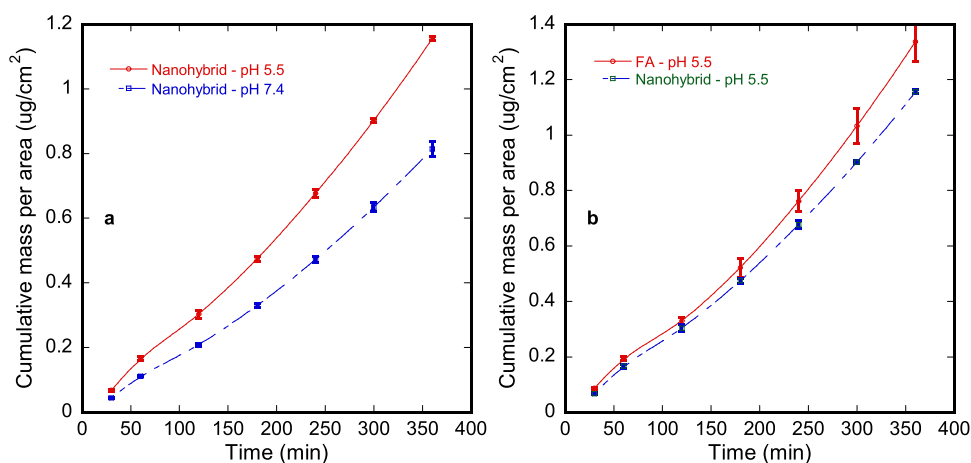 1.2
1
0.8
0.6
0.4
0.2
0
Cumulative mass per area (ug/cm²)
Nanohybrid - pH 5.5
Nanohybrid - pH 7.4
a
0 50 100 150 200 250 300 350 400
Time (min)
1.4
1.2
1
0.8
0.6
0.4
0.2
0
Cumulative mass per area (ug/cm²)
FA - pH 5.5
Nanohybrid - pH 5.5
b
0 50 100 150 200 250 300 350 400
Time (min)